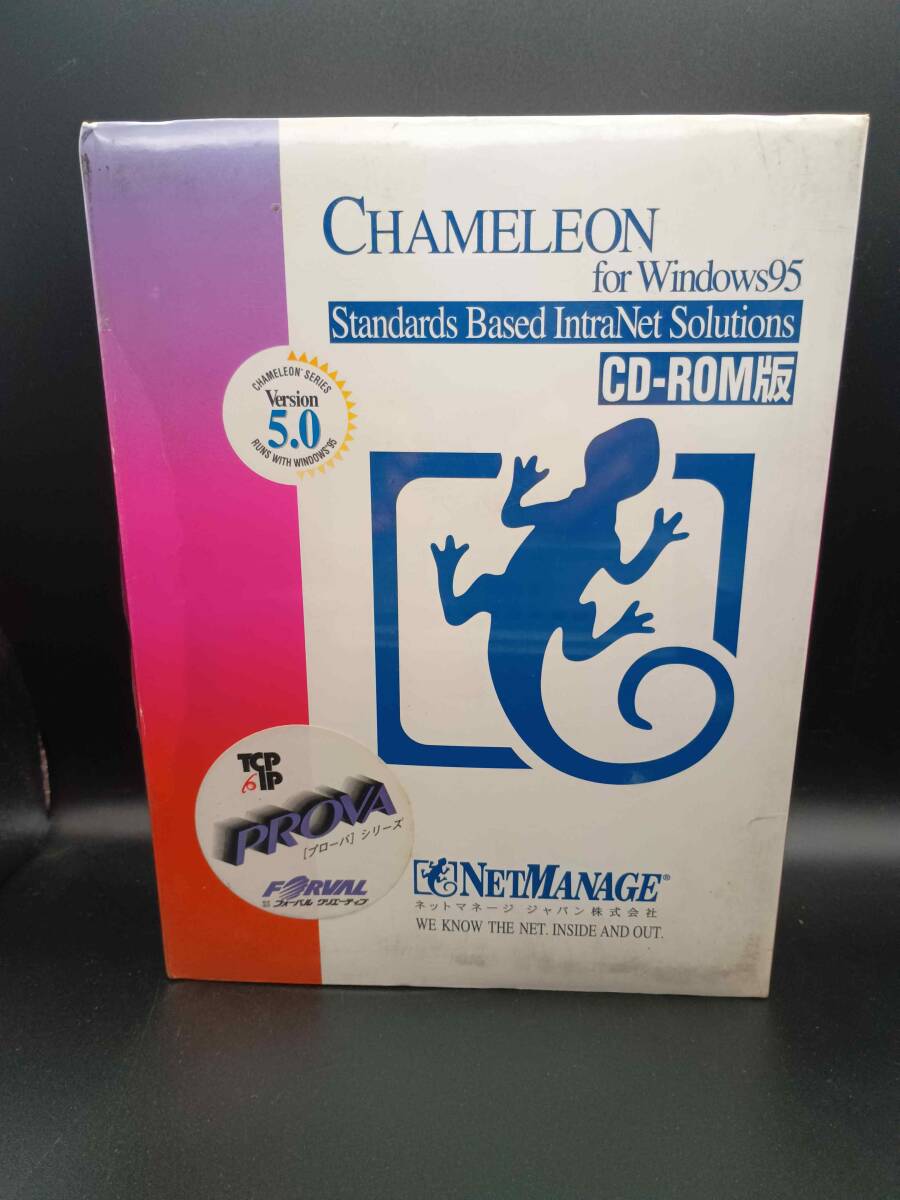 CHAMELEON
for Windows95
Standards Based IntraNet Solutions
CD-ROM版
CHAMELEON™ SERIES
Version
5.0
RUNS WITH WINDOWS™95
TCP
IP
PROVA
[プローバ] シリーズ
FORVAL
フォーバル クリエーティブ
NETMANAGE®
ネットマネージ ジャパン株式会社
WE KNOW THE NET. INSIDE AND OUT.